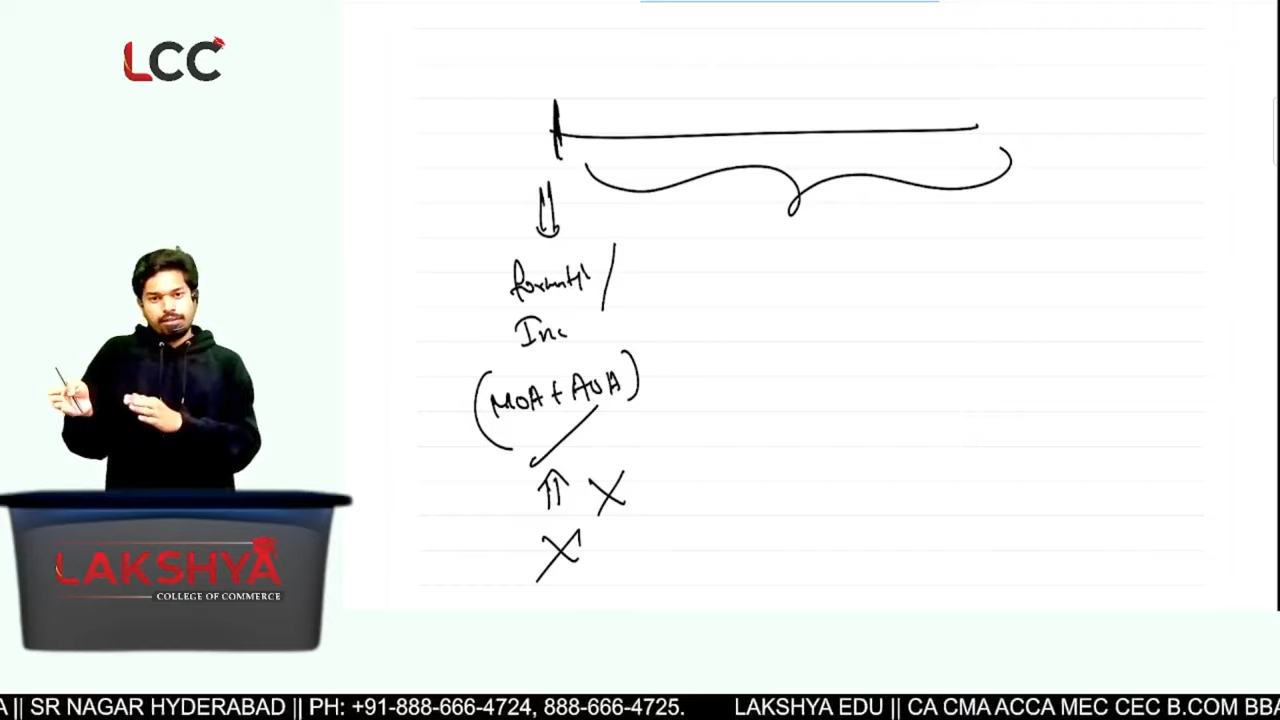 LCC
Inc
(MOA + AOA)
X
X
LAKSHYA
COLLEGE OF COMMERCE
A || SR NAGAR HYDERABAD || PH: +91-888-666-4724, 888-666-4725. LAKSHYA EDU || CA CMA ACCA MEC CEC B.COM BBA